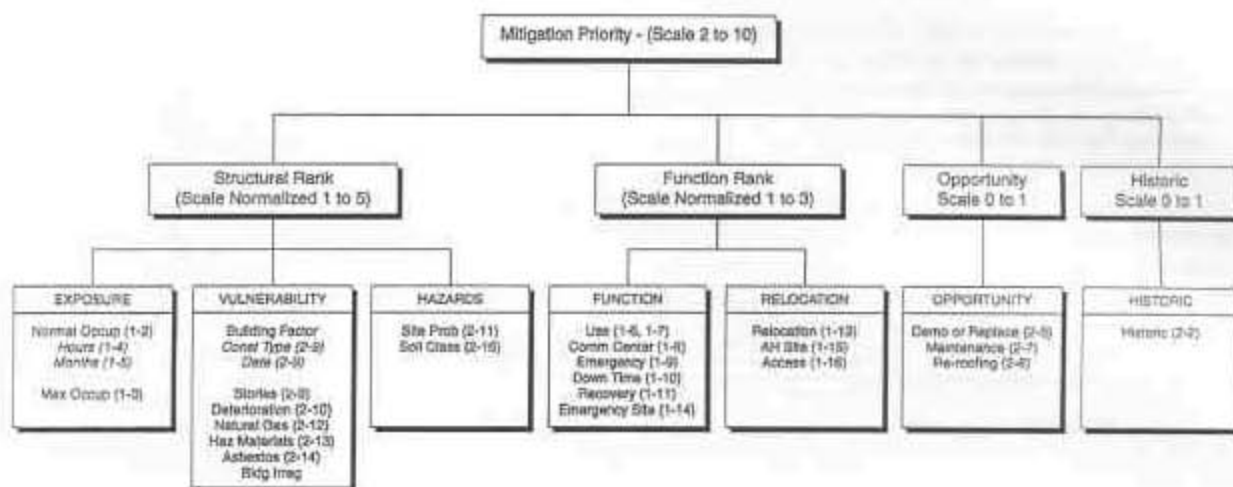 Mitigation Priority - (Scale 2 to 10)
Structural Rank
(Scale Normalized 1 to 5)
Function Rank
(Scale Normalized 1 to 3)
Opportunity
Scale 0 to 1
Historic
Scale 0 to 1
EXPOSURE
Normal Occup (1-2)
Hours (1-4)
Months (1-5)
Max Occup (1-3)
VULNERABILITY
Building Factor
Const Type (2-9)
Date (2-9)
Stories
Deterioration (2-10)
Natural Gas (2-12)
Haz Materials (2-13)
Asbestos (2-14)
Bldg Irreg
HAZARDS
Site Prob (2-11)
Soil Class (2-15)
FUNCTION
Use (1-6, 1-7)
Comm Center (1-8)
Emergency (1-9)
Down Time (1-10)
Recovery (1-11)
Emergency Site (1-14)
RELOCATION
Relocation (1-13)
Alt Site (1-15)
Access (1-16)
OPPORTUNITY
Demo or Replace (2-5)
Maintenance (2-7)
Re-roofing (2-6)
HISTORIC
Historic (2-2)